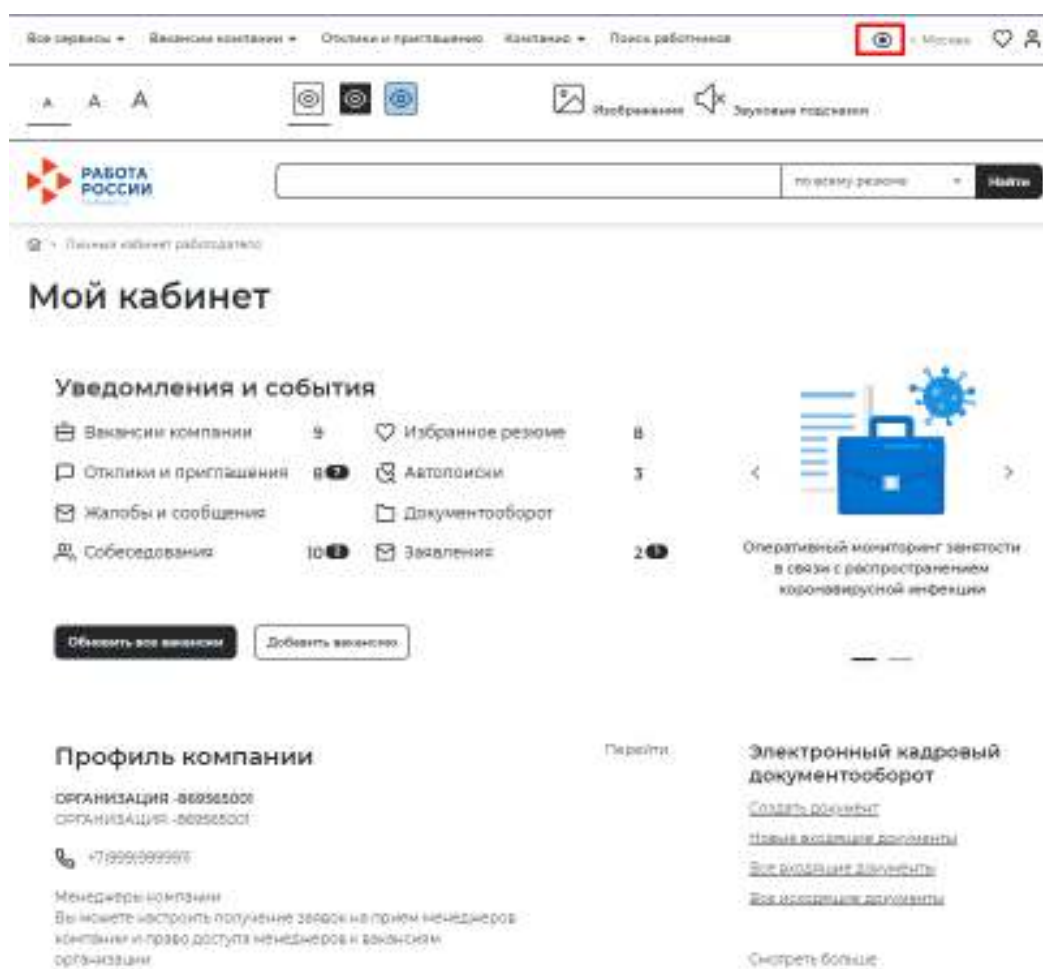 Все сервисы Вакансии компании Отклики и приглашения Компания Поиск работников Москва
А А А Изображения Звуковые подсказки
РАБОТА
РОССИИ
по всему резюме Найти
Личный кабинет работодателя
Мой кабинет
Уведомления и события
Вакансии компании 9 Избранное резюме 8
Отклики и приглашения 8 Автопоиски 3
Жалобы и сообщения Документооборот
Собеседования 10 Заявления 2
Оперативный мониторинг занятости
в связи с распространением
коронавирусной инфекции
Обновить все вакансии Добавить вакансию
Профиль компании Перейти
ОРГАНИЗАЦИЯ -869565001
ОРГАНИЗАЦИЯ -869565001
Менеджеры компании
Вы можете настроить получение заявок на прием менеджеров
компании и право доступа менеджеров к вакансиям
организации
Электронный кадровый
документооборот
Создать документ
Новые входящие документы
Все входящие документы
Все исходящие документы
Смотреть больше